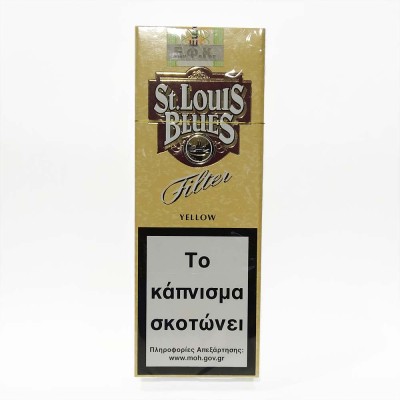 Ε.Φ.Κ.
St. Louis
Blues
Filter
YELLOW
Το
κάπνισμα
σκοτώνει
Πληροφορίες Απεξάρτησης:
www.moh.gov.gr